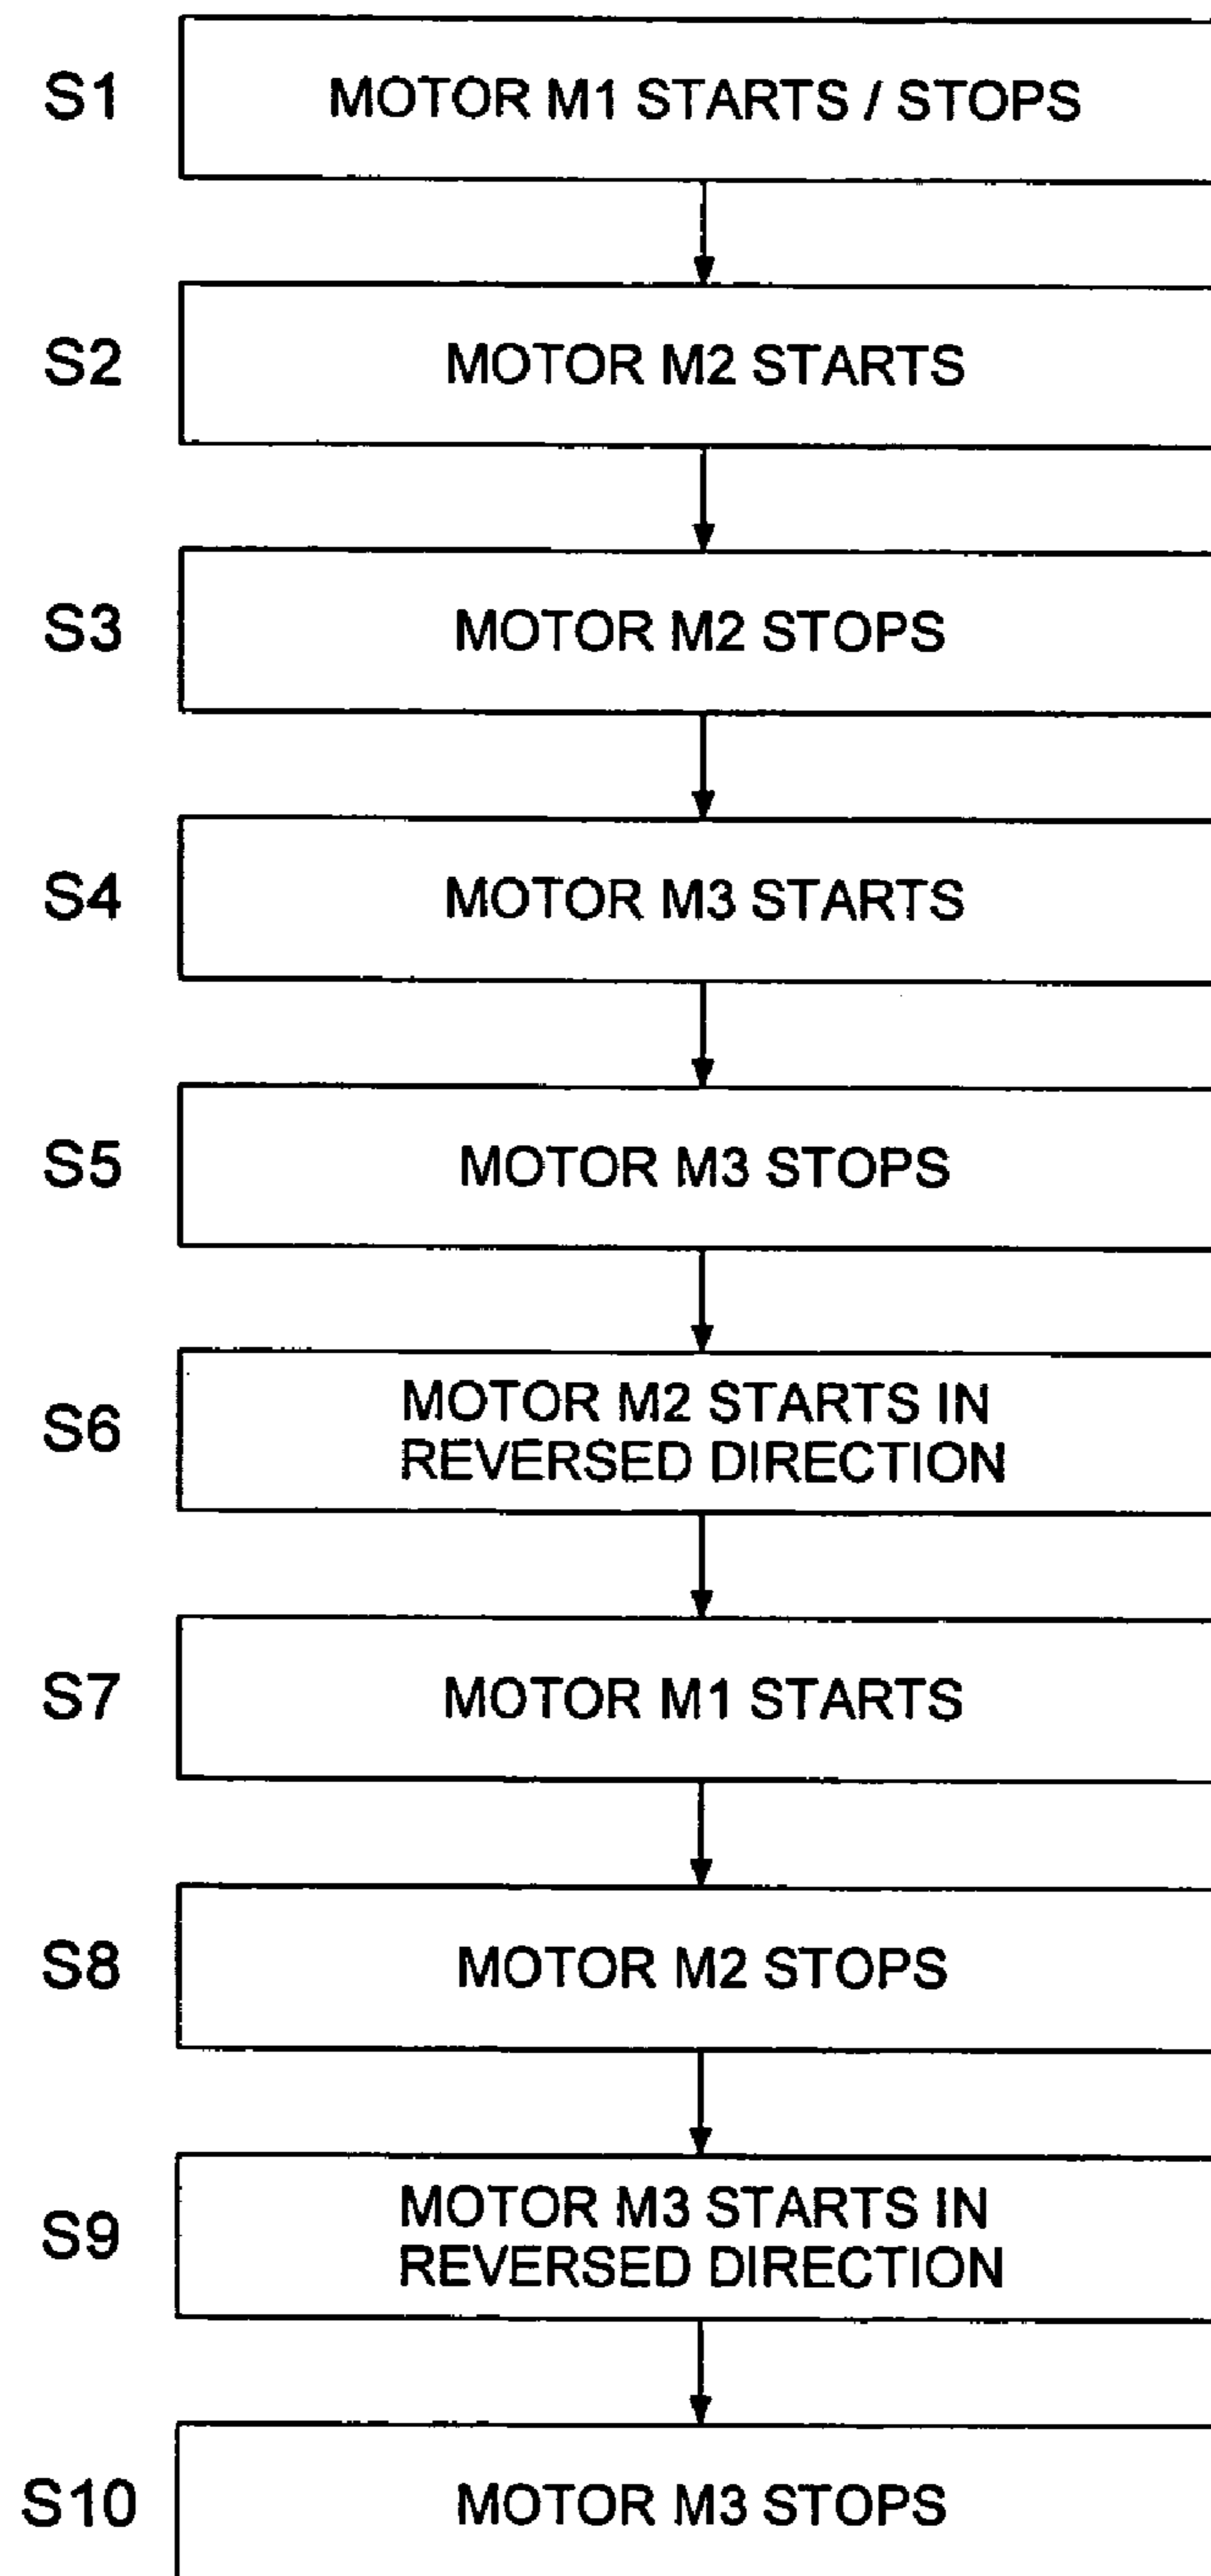 S1 MOTOR M1 STARTS / STOPS
S2 MOTOR M2 STARTS
S3 MOTOR M2 STOPS
S4 MOTOR M3 STARTS
S5 MOTOR M3 STOPS
S6 MOTOR M2 STARTS IN
REVERSED DIRECTION
S7 MOTOR M1 STARTS
S8 MOTOR M2 STOPS
S9 MOTOR M3 STARTS IN
REVERSED DIRECTION
S10 MOTOR M3 STOPS